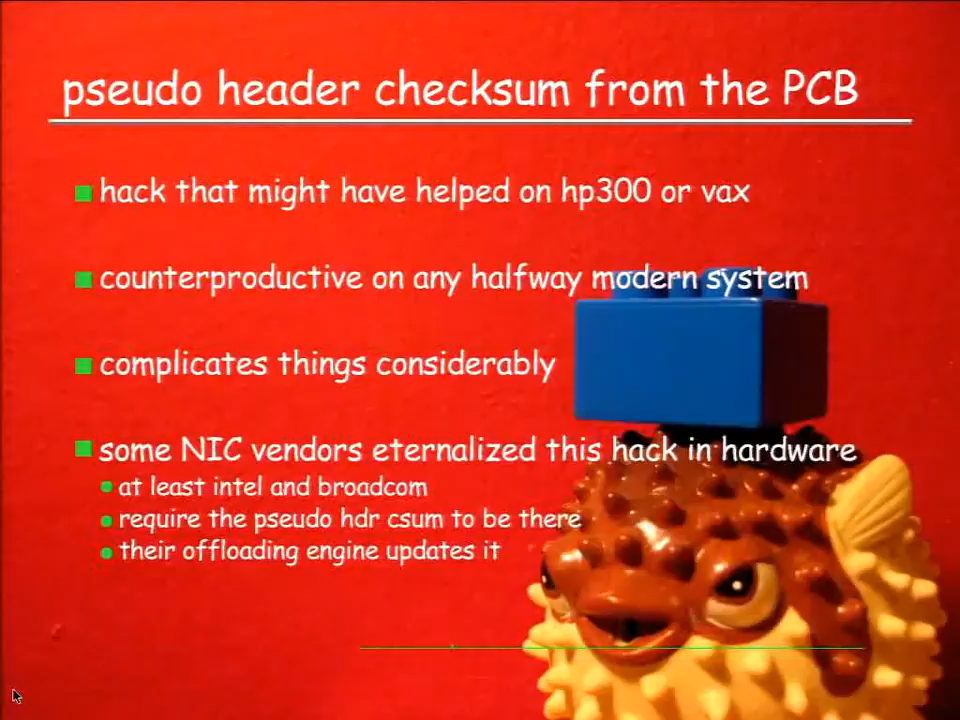 pseudo header checksum from the PCB
hack that might have helped on hp300 or vax
counterproductive on any halfway modern system
complicates things considerably
some NIC vendors eternalized this hack in hardware
at least intel and broadcom
require the pseudo hdr csum to be there
their offloading engine updates it